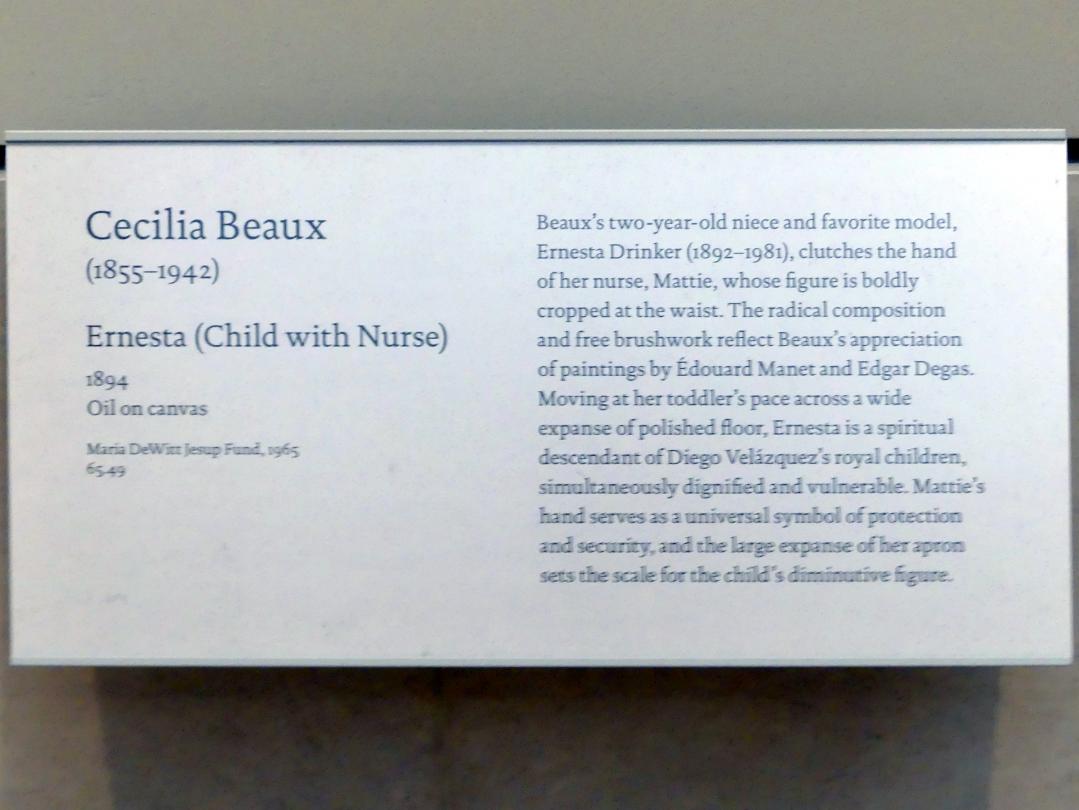 Cecilia Beaux
(1855–1942)
Ernesta (Child with Nurse)
1894
Oil on canvas
Maria DeWitt Jesup Fund, 1965
65.49
Beaux's two-year-old niece and favorite model,
Ernesta Drinker (1892–1981), clutches the hand
of her nurse, Mattie, whose figure is boldly
cropped at the waist. The radical composition
and free brushwork reflect Beaux's appreciation
of paintings by Édouard Manet and Edgar Degas.
Moving at her toddler's pace across a wide
expanse of polished floor, Ernesta is a spiritual
descendant of Diego Velázquez's royal children,
simultaneously dignified and vulnerable. Mattie's
hand serves as a universal symbol of protection
and security, and the large expanse of her apron
sets the scale for the child's diminutive figure.